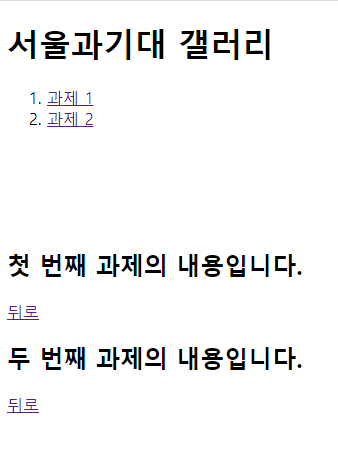 서울과기대 갤러리
1. 과제 1
2. 과제 2
첫 번째 과제의 내용입니다.
뒤로
두 번째 과제의 내용입니다.
뒤로